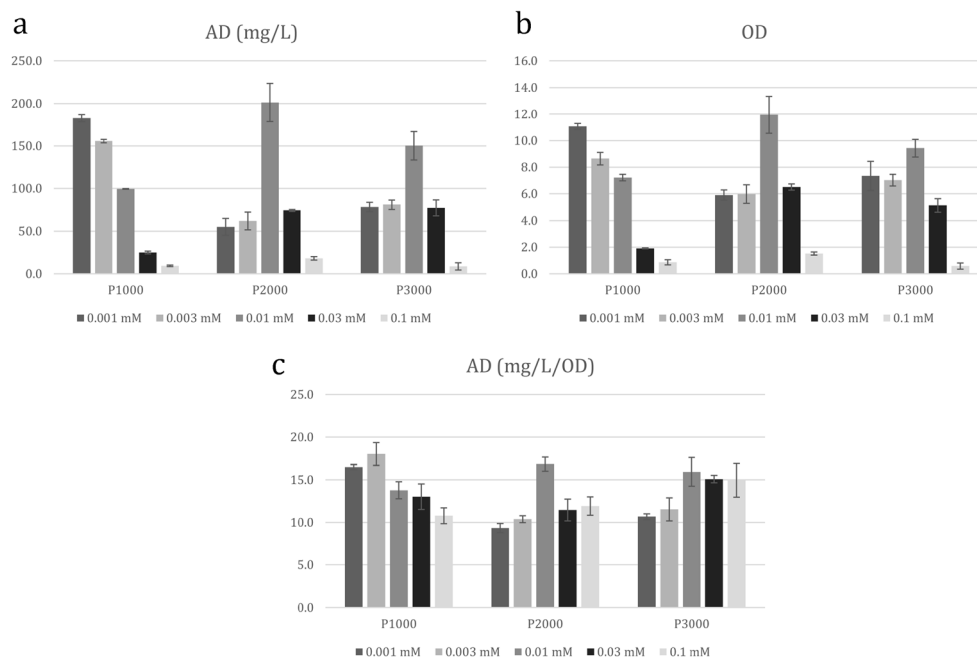 a
AD (mg/L)
250.0
200.0
150.0
100.0
50.0
0.0
P1000 P2000 P3000
0.001 mM 0.003 mM 0.01 mM 0.03 mM 0.1 mM
b
OD
16.0
14.0
12.0
10.0
8.0
6.0
4.0
2.0
0.0
P1000 P2000 P3000
0.001 mM 0.003 mM 0.01 mM 0.03 mM 0.1 mM
c
AD (mg/L/OD)
25.0
20.0
15.0
10.0
5.0
0.0
P1000 P2000 P3000
0.001 mM 0.003 mM 0.01 mM 0.03 mM 0.1 mM